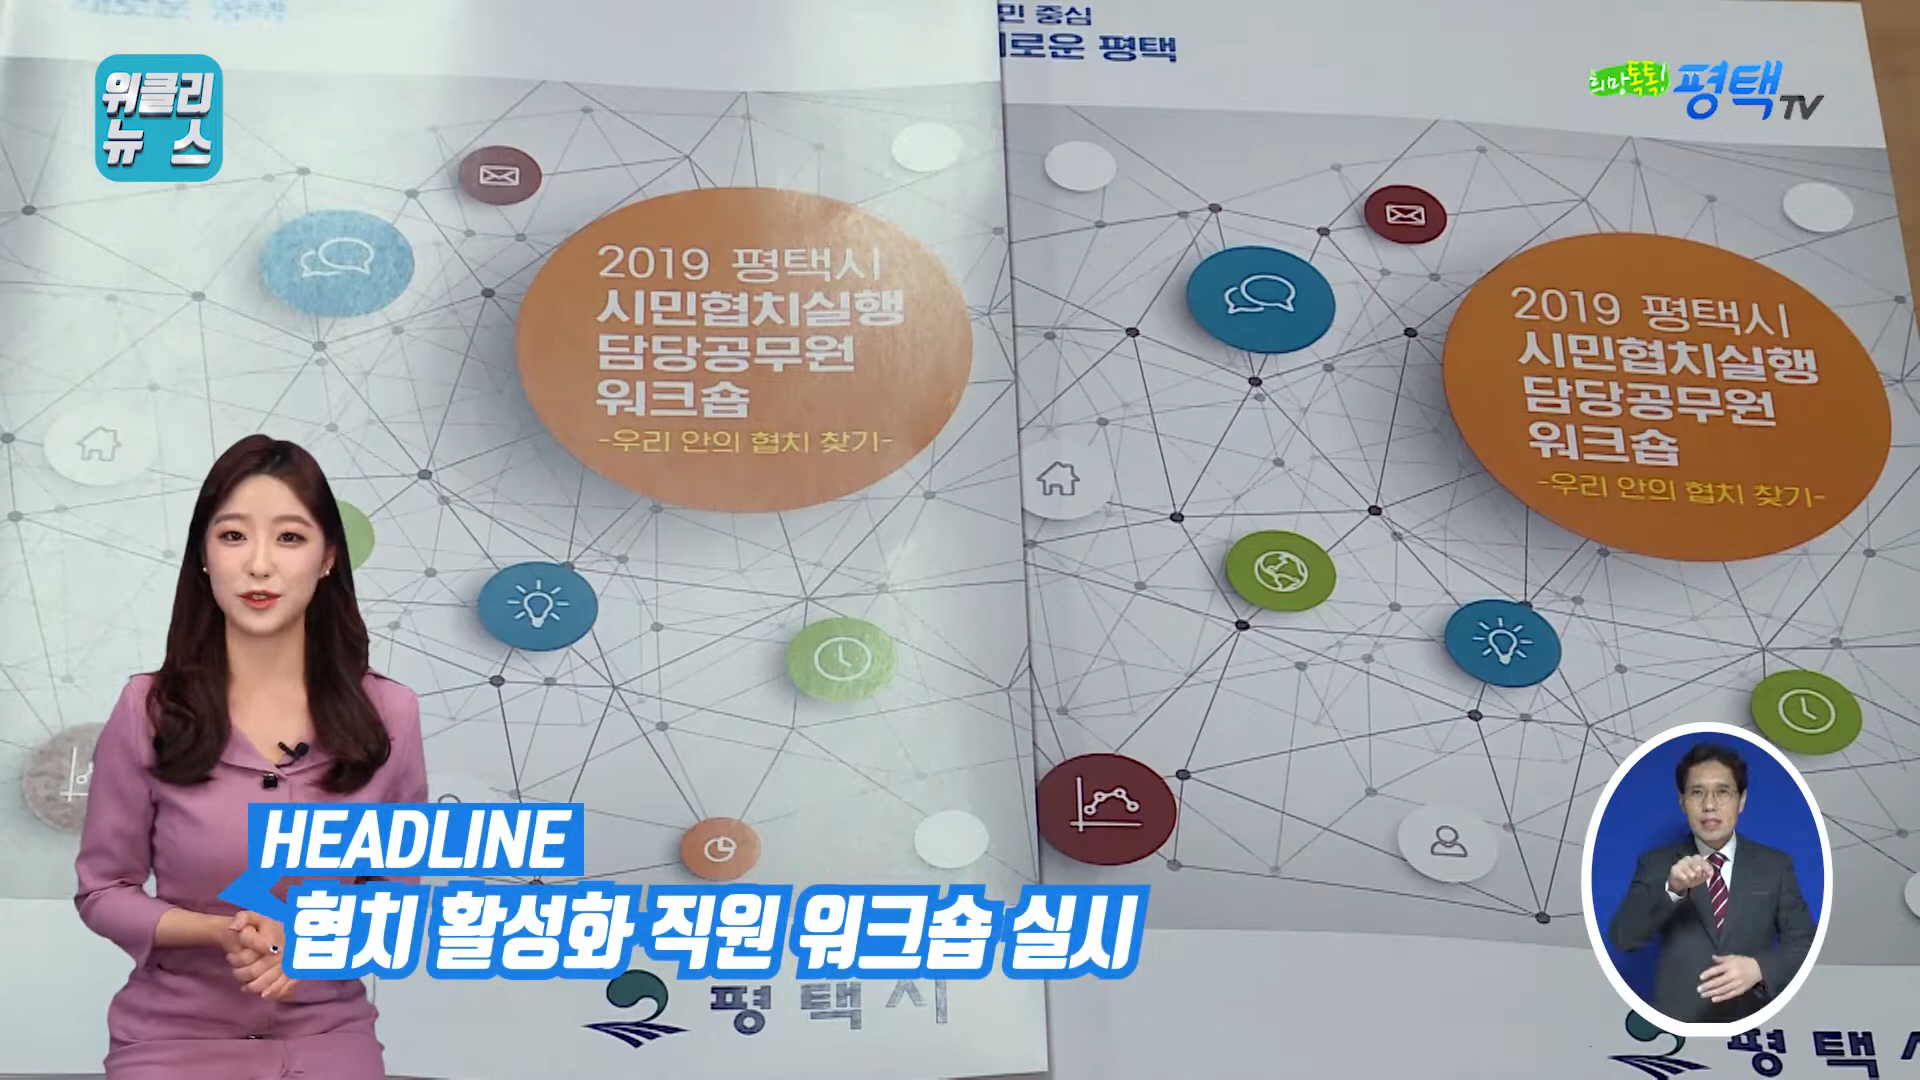 위클리
뉴스
민 중심
로운 평택
희망톡톡!
평택TV
2019 평택시
시민협치실행
담당공무원
워크숍
-우리 안의 협치 찾기-
2019 평택시
시민협치실행
담당공무원
워크숍
-우리 안의 협치 찾기-
HEADLINE
협치 활성화 직원 워크숍 실시
평택시
평택